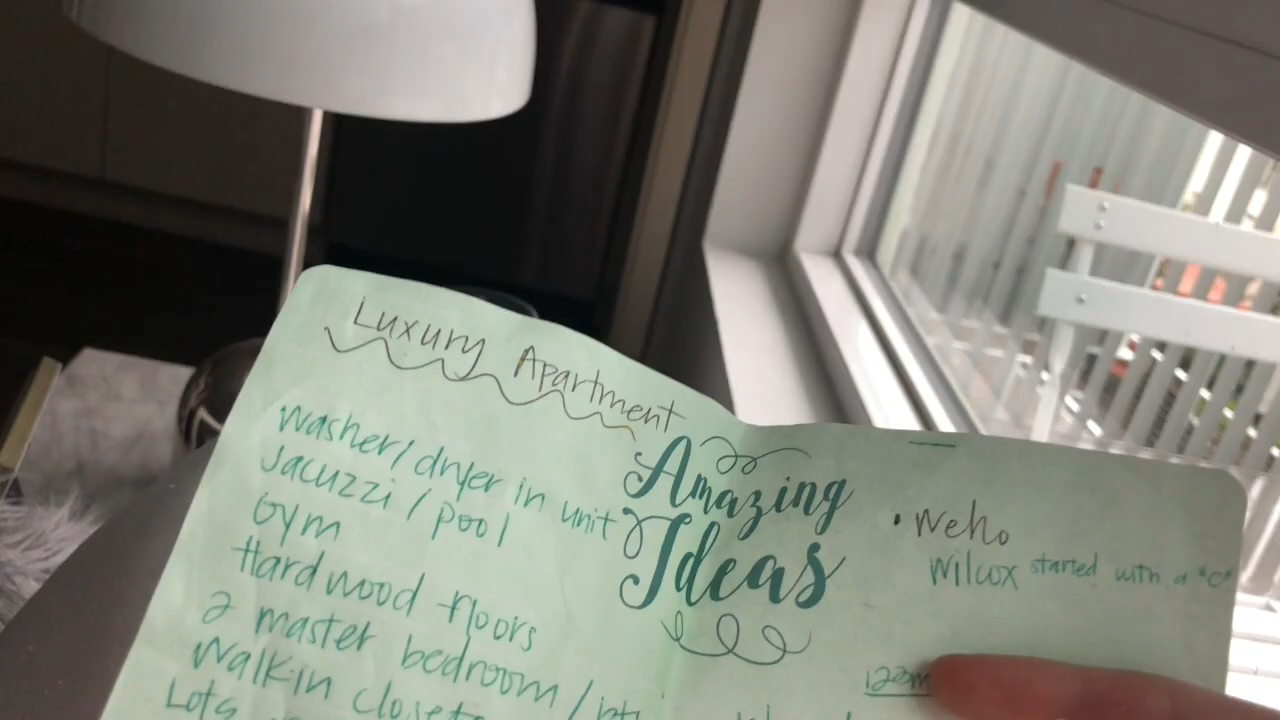 Luxury Apartment
Washer/dryer in unit
Jacuzzi/pool
Gym
Hardwood floors
2 master bedroom/
Walk-in closets
Lots
Amazing
Ideas
• Weho
Wilcox started with a "C"